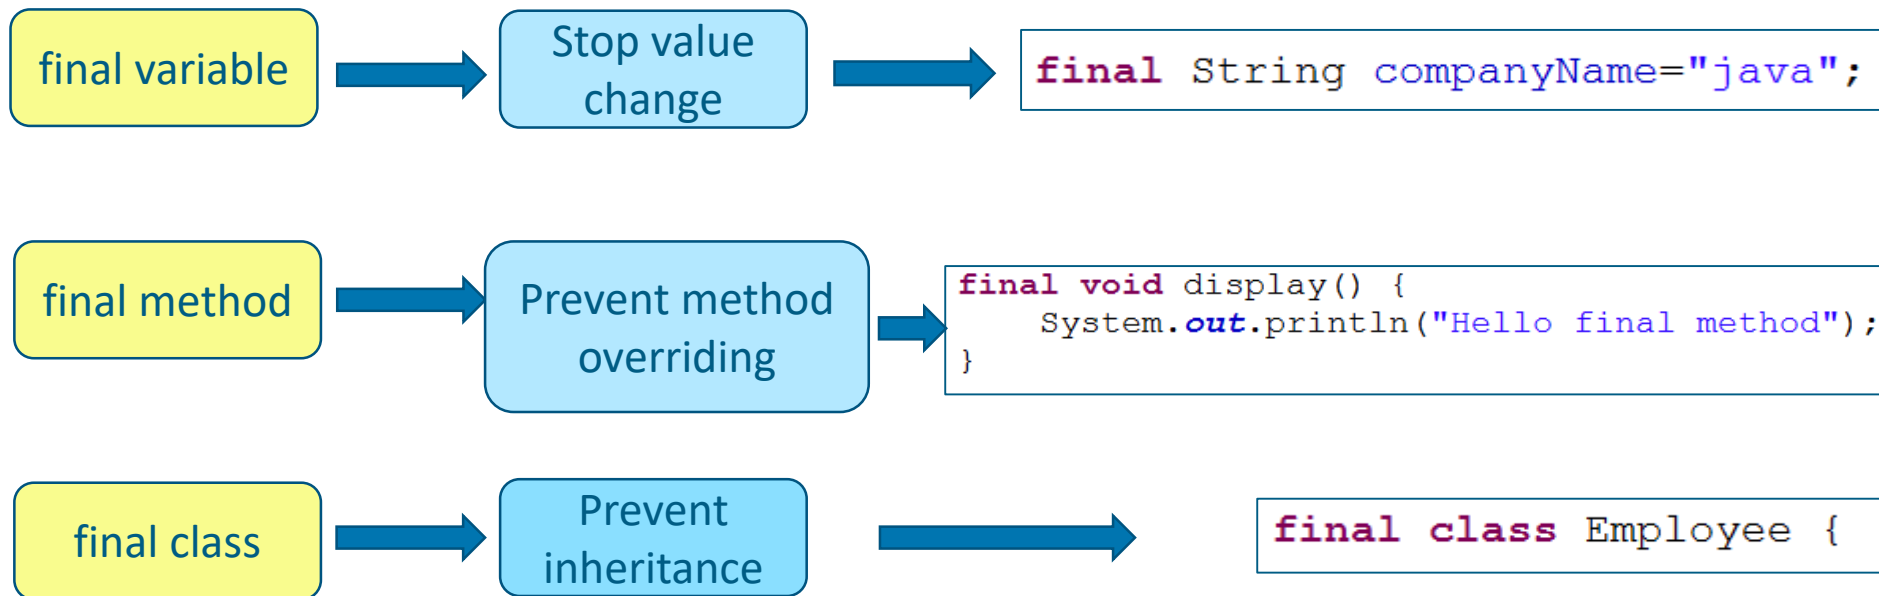 final variable
Stop value
change
final String companyName="java";
final method
Prevent method
overriding
final void display() {
System.out.println("Hello final method");
}
final class
Prevent
inheritance
final class Employee {